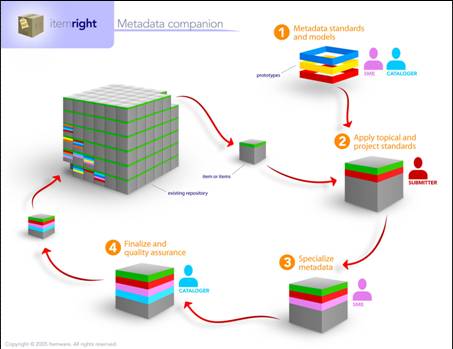 itemright Metadata companion
1 Metadata standards
and models
prototypes
SME CATALOGER
2 Apply topical and
project standards
item or items
SUBMITTER
existing repository
4 Finalize and
quality assurance
3 Specialize
metadata
CATALOGER
SME
Copyright © 2005 Itemware. All rights reserved.